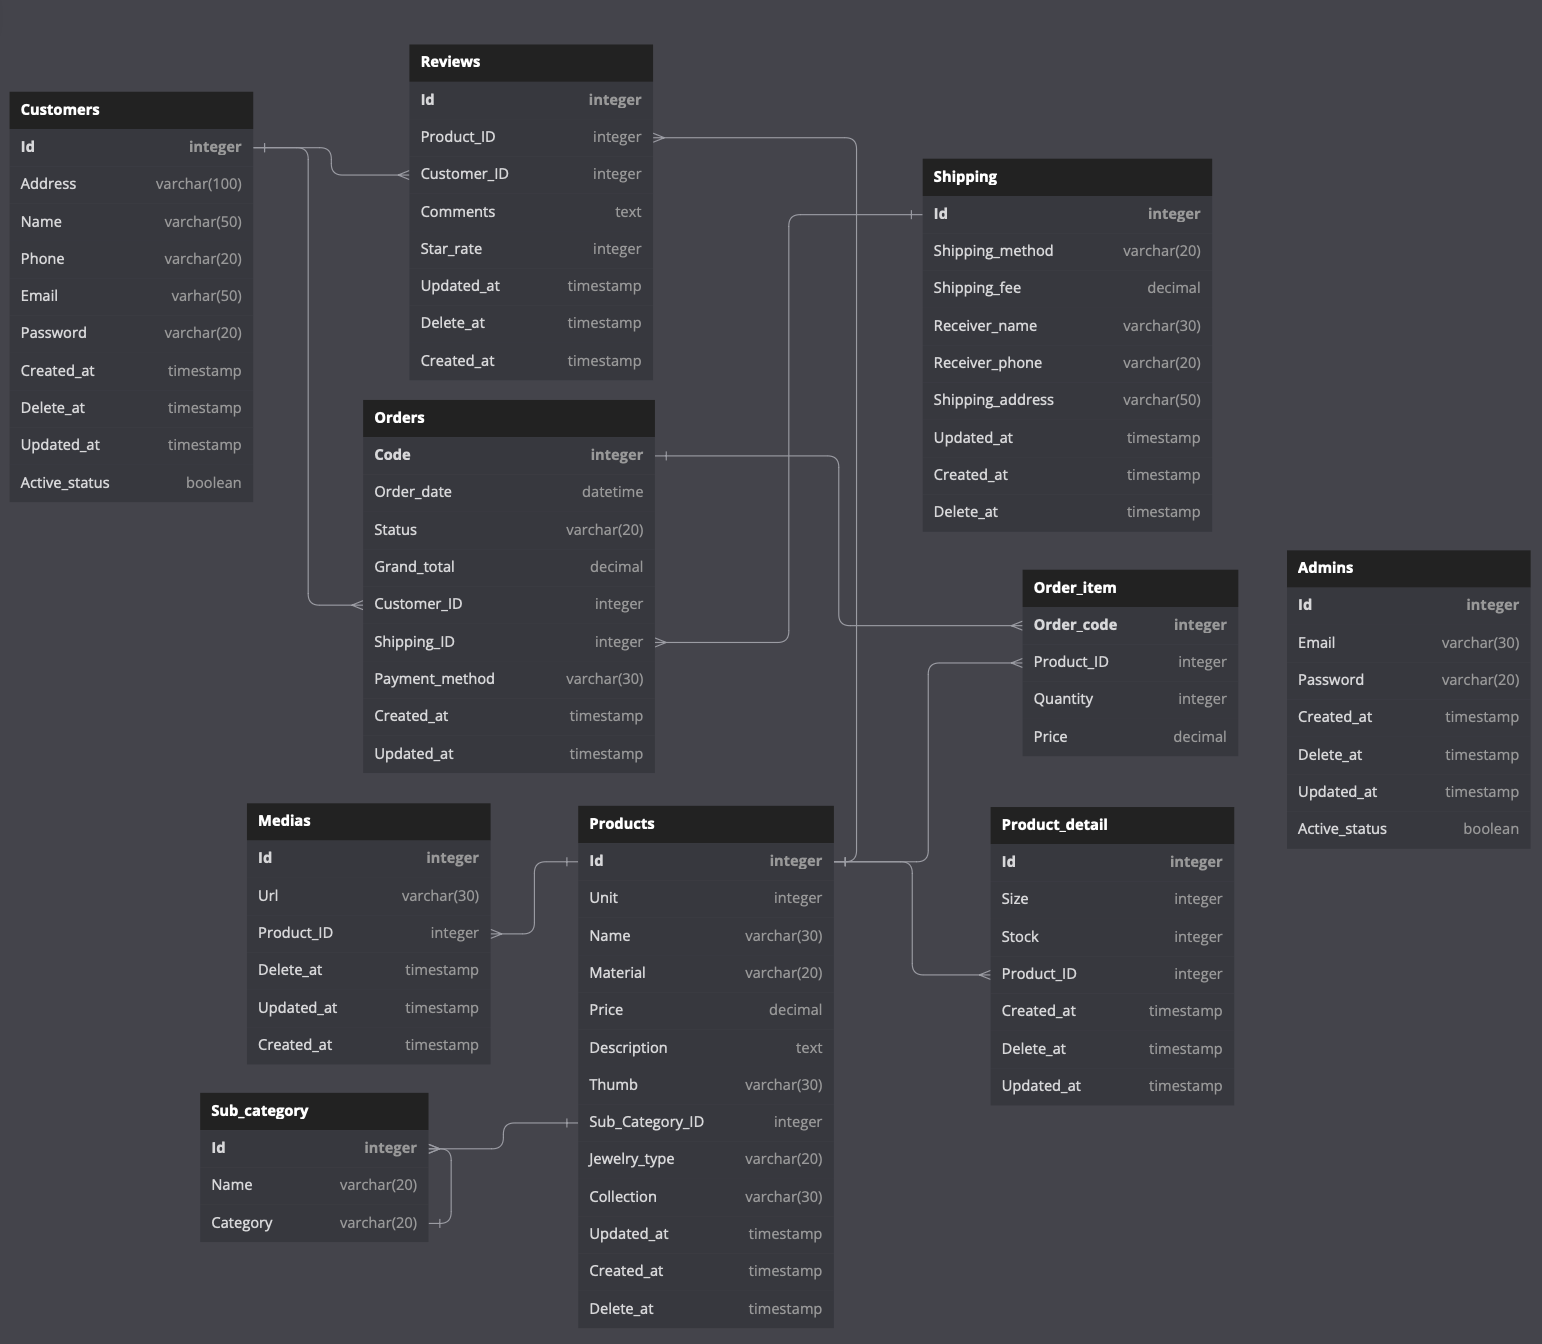 Customers
Id integer
Address varchar(100)
Name varchar(50)
Phone varchar(20)
Email varhar(50)
Password varchar(20)
Created_at timestamp
Delete_at timestamp
Updated_at timestamp
Active_status boolean
Reviews
Id integer
Product_ID integer
Customer_ID integer
Comments text
Star_rate integer
Updated_at timestamp
Delete_at timestamp
Created_at timestamp
Shipping
Id integer
Shipping_method varchar(20)
Shipping_fee decimal
Receiver_name varchar(30)
Receiver_phone varchar(20)
Shipping_address varchar(50)
Updated_at timestamp
Created_at timestamp
Delete_at timestamp
Orders
Code integer
Order_date datetime
Status varchar(20)
Grand_total decimal
Customer_ID integer
Shipping_ID integer
Payment_method varchar(30)
Created_at timestamp
Updated_at timestamp
Order_item
Order_code integer
Product_ID integer
Quantity integer
Price decimal
Admins
Id integer
Email varchar(30)
Password varchar(20)
Created_at timestamp
Delete_at timestamp
Updated_at timestamp
Active_status boolean
Medias
Id integer
Url varchar(30)
Product_ID integer
Delete_at timestamp
Updated_at timestamp
Created_at timestamp
Products
Id integer
Unit integer
Name varchar(30)
Material varchar(20)
Price decimal
Description text
Thumb varchar(30)
Sub_Category_ID integer
Jewelry_type varchar(20)
Collection varchar(30)
Updated_at timestamp
Created_at timestamp
Delete_at timestamp
Product_detail
Id integer
Size integer
Stock integer
Product_ID integer
Created_at timestamp
Delete_at timestamp
Updated_at timestamp
Sub_category
Id integer
Name varchar(20)
Category varchar(20)